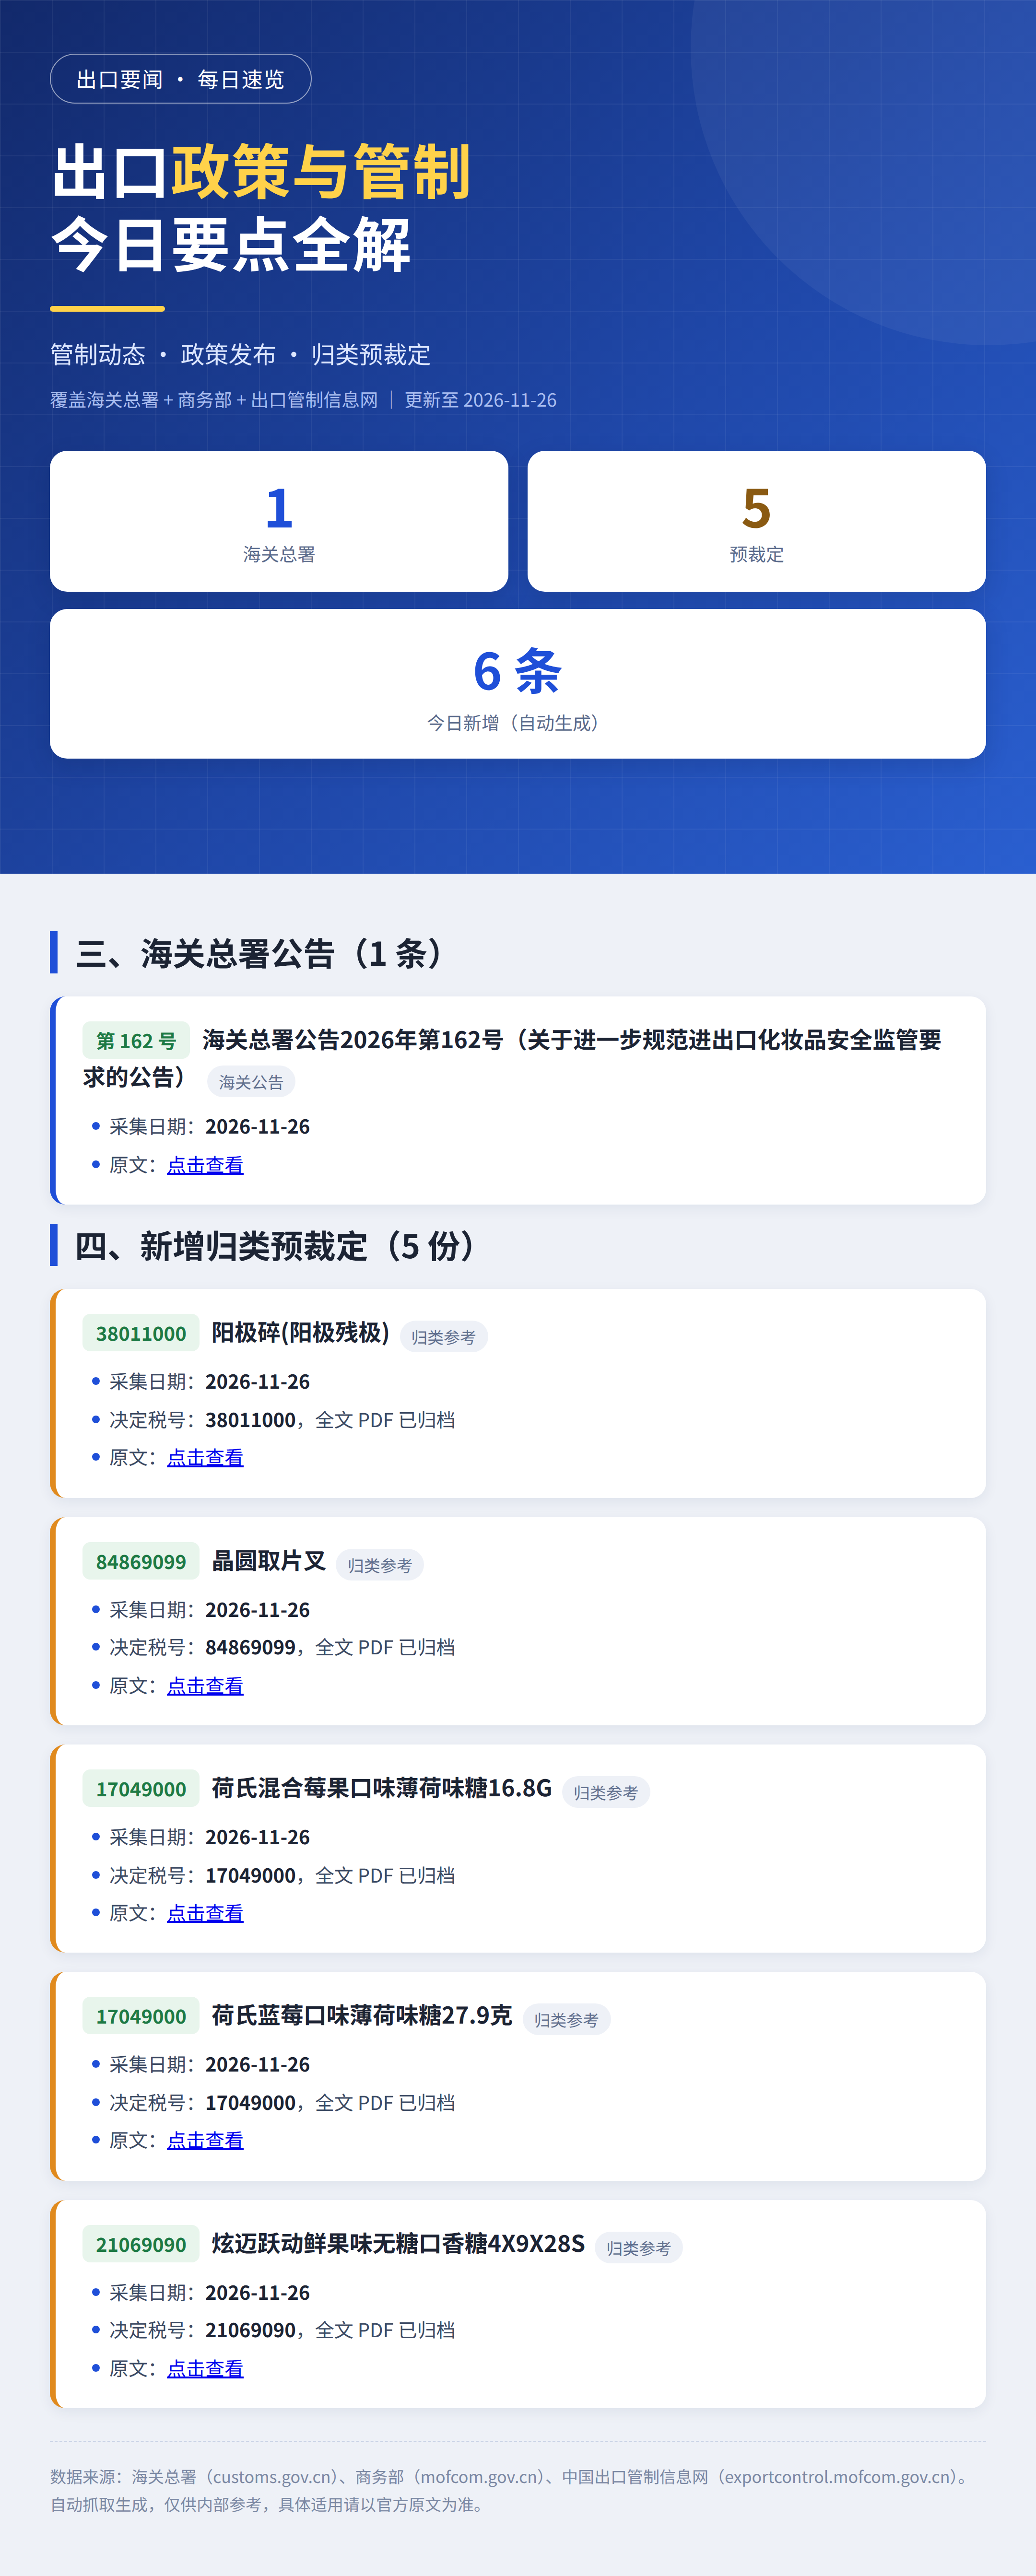 出口要闻 · 每日速览
出口政策与管制
今日要点全解
管制动态 · 政策发布 · 归类预裁定
覆盖海关总署 + 商务部 + 出口管制信息网 ｜ 更新至 2026-11-26
1
海关总署
5
预裁定
6 条
今日新增（自动生成）
三、海关总署公告（1 条）
第 162 号 海关总署公告2026年第162号（关于进一步规范进出口化妆品安全监管要
求的公告） 海关公告
采集日期：2026-11-26
原文：点击查看
四、新增归类预裁定（5 份）
38011000 阳极碎(阳极残极) 归类参考
采集日期：2026-11-26
决定税号：38011000，全文 PDF 已归档
原文：点击查看
84869099 晶圆取片叉 归类参考
采集日期：2026-11-26
决定税号：84869099，全文 PDF 已归档
原文：点击查看
17049000 荷氏混合莓果口味薄荷味糖16.8G 归类参考
采集日期：2026-11-26
决定税号：17049000，全文 PDF 已归档
原文：点击查看
17049000 荷氏蓝莓口味薄荷味糖27.9克 归类参考
采集日期：2026-11-26
决定税号：17049000，全文 PDF 已归档
原文：点击查看
21069090 炫迈跃动鲜果味无糖口香糖4X9X28S 归类参考
采集日期：2026-11-26
决定税号：21069090，全文 PDF 已归档
原文：点击查看
数据来源：海关总署（customs.gov.cn）、商务部（mofcom.gov.cn）、中国出口管制信息网（exportcontrol.mofcom.gov.cn）。
自动抓取生成，仅供内部参考，具体适用请以官方原文为准。